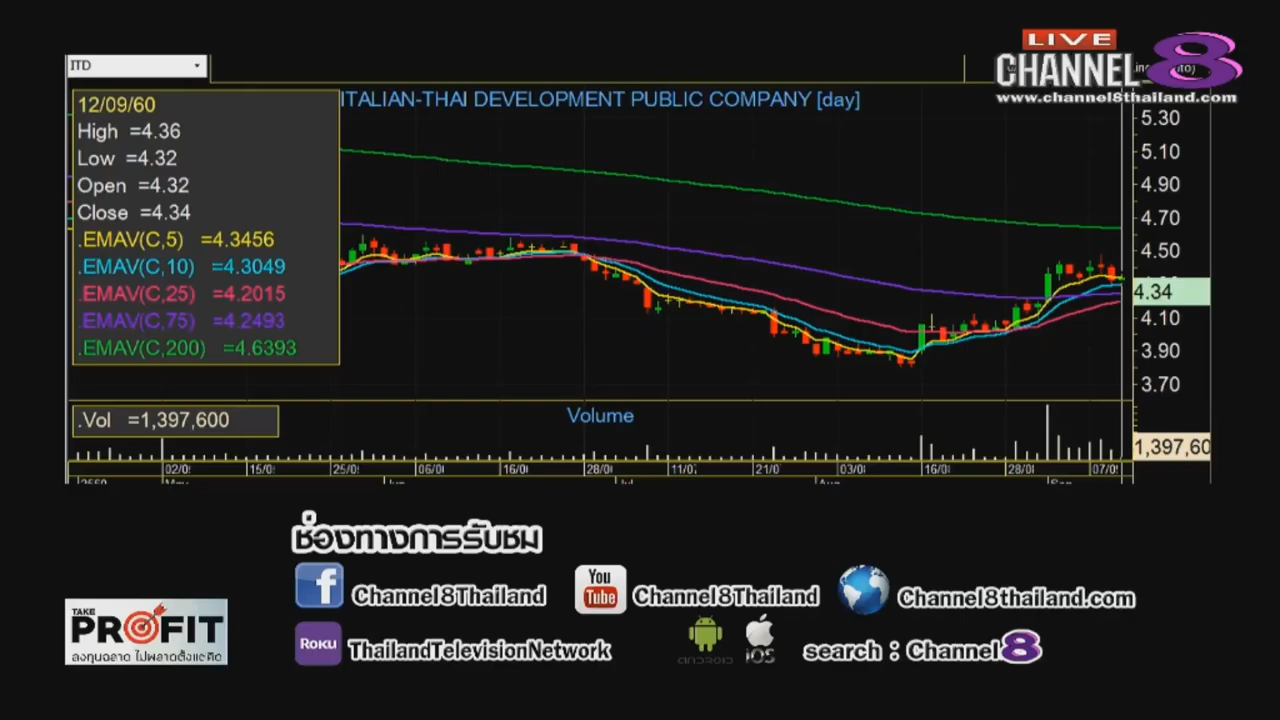 LIVE
CHANNEL 8
www.channel8thailand.com
ITD
12/09/60
High =4.36
Low =4.32
Open =4.32
Close =4.34
.EMAV(C,5) =4.3456
.EMAV(C,10) =4.3049
.EMAV(C,25) =4.2015
.EMAV(C,75) =4.2493
.EMAV(C,200) =4.6393
ITALIAN-THAI DEVELOPMENT PUBLIC COMPANY [day]
5.30
5.10
4.90
4.70
4.50
4.34
4.10
3.90
3.70
.Vol =1,397,600
Volume
1,397,60
02/0
15/0
25/0
06/0
16/0
28/0
11/0
21/0
03/0
16/0
28/0
07/0
ช่องทางการรับชม
Channel8Thailand
You Tube
Channel8Thailand
Channel8thailand.com
TAKE
PROFIT
ลงทุนฉลาด ไม่พลาดตั้งแต่คิด
ROKU
ThailandTelevisionNetwork
ANDROID
iOS
search : Channel8